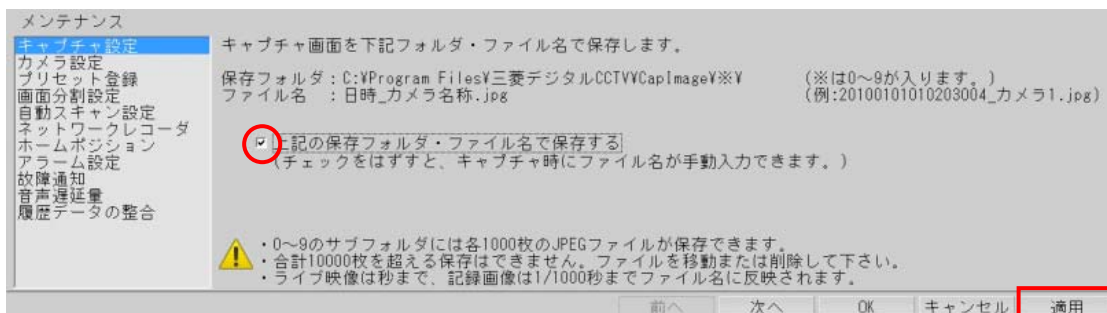 メンテナンス
キャプチャ設定
カメラ設定
プリセット登録
画面分割設定
自動スキャン設定
ネットワークレコーダ
ホームポジション
アラーム設定
故障通知
音声遅延量
履歴データの整合
キャプチャ画面を下記フォルダ・ファイル名で保存します。
保存フォルダ:C:¥Program Files¥三菱デジタルCCTV¥CapImage¥※¥ (※は0~9が入ります。)
ファイル名 :日時_カメラ名称.jpg (例:20100101010203004_カメラ1.jpg)
上記の保存フォルダ・ファイル名で保存する
(チェックをはずすと、キャプチャ時にファイル名が手動入力できます。)
・0~9のサブフォルダには各1000枚のJPEGファイルが保存できます。
・合計10000枚を超える保存はできません。ファイルを移動または削除して下さい。
・ライブ映像は秒まで、記録画像は1/1000秒までファイル名に反映されます。
前へ 次へ OK キャンセル 適用